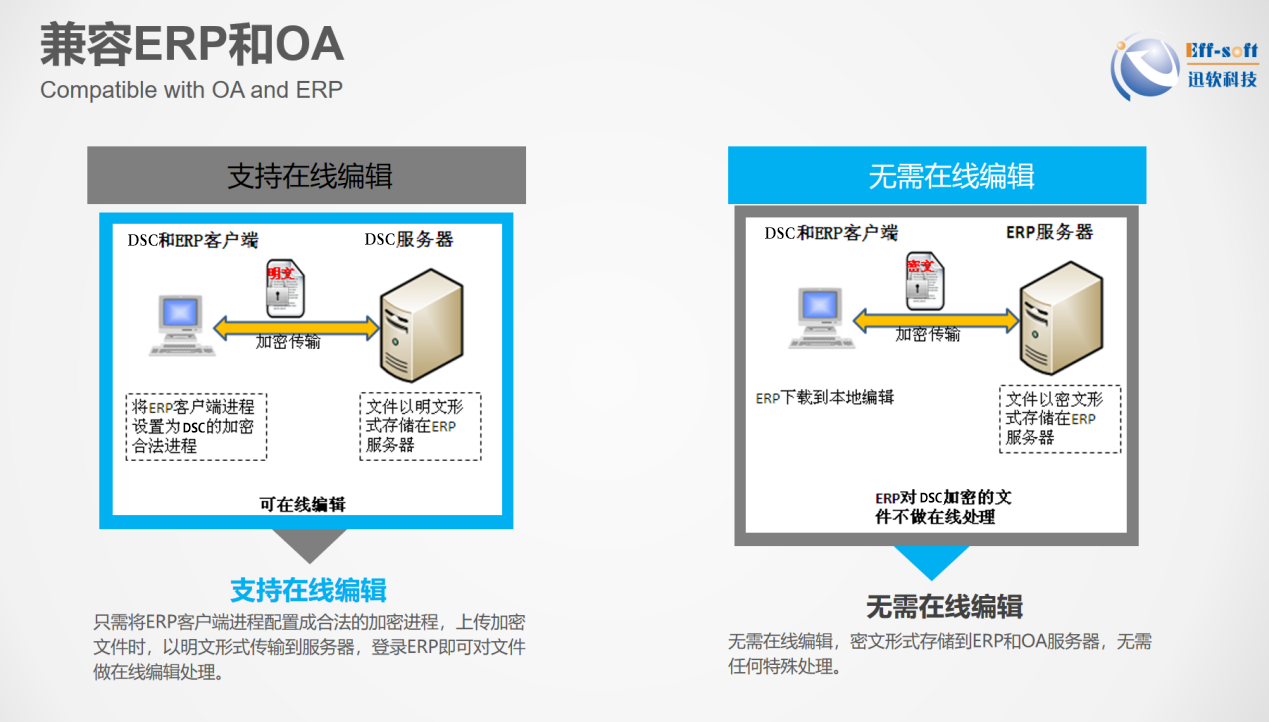 兼容ERP和OA
Compatible with OA and ERP
Eff-soft
迅软科技
支持在线编辑
DSC和ERP客户端
DSC服务器
明文
加密传输
将ERP客户端进程
设置为DSC的加密
合法进程
文件以明文形
式存储在ERP
服务器
可在线编辑
支持在线编辑
只需将ERP客户端进程配置成合法的加密进程，上传加密
文件时，以明文形式传输到服务器，登录ERP即可对文件
做在线编辑处理。
无需在线编辑
DSC和ERP客户端
ERP服务器
密文
加密传输
ERP下载到本地编辑
文件以密文形
式存储在ERP
服务器
ERP对DSC加密的文
件不做在线处理
无需在线编辑
无需在线编辑，密文形式存储到ERP和OA服务器，无需
任何特殊处理。